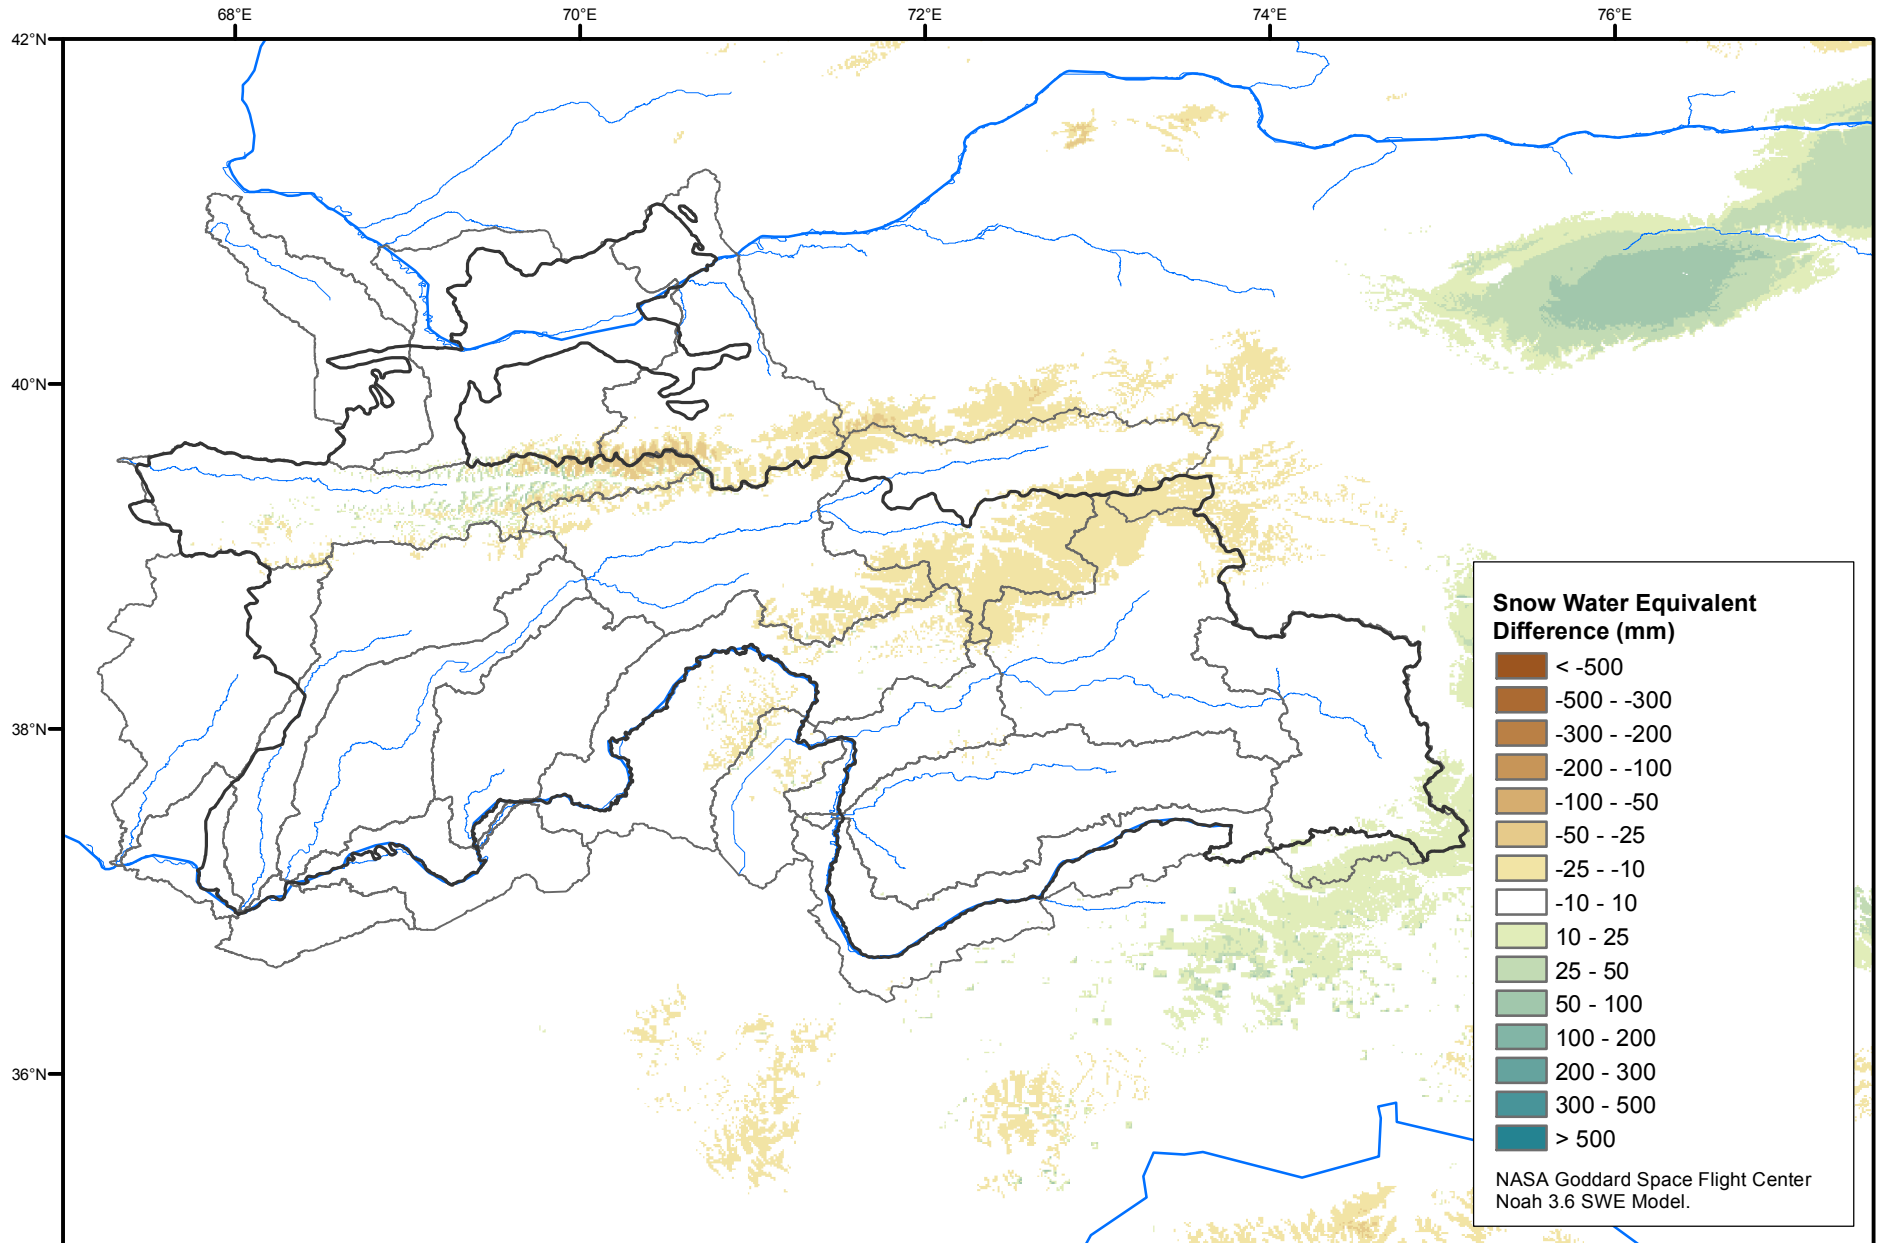 68°E 70°E 72°E 74°E 76°E
42°N
40°N
38°N
36°N
Snow Water Equivalent
Difference (mm)
< -500
-500 - -300
-300 - -200
-200 - -100
-100 - -50
-50 - -25
-25 - -10
-10 - 10
10 - 25
25 - 50
50 - 100
100 - 200
200 - 300
300 - 500
> 500
NASA Goddard Space Flight Center
Noah 3.6 SWE Model.